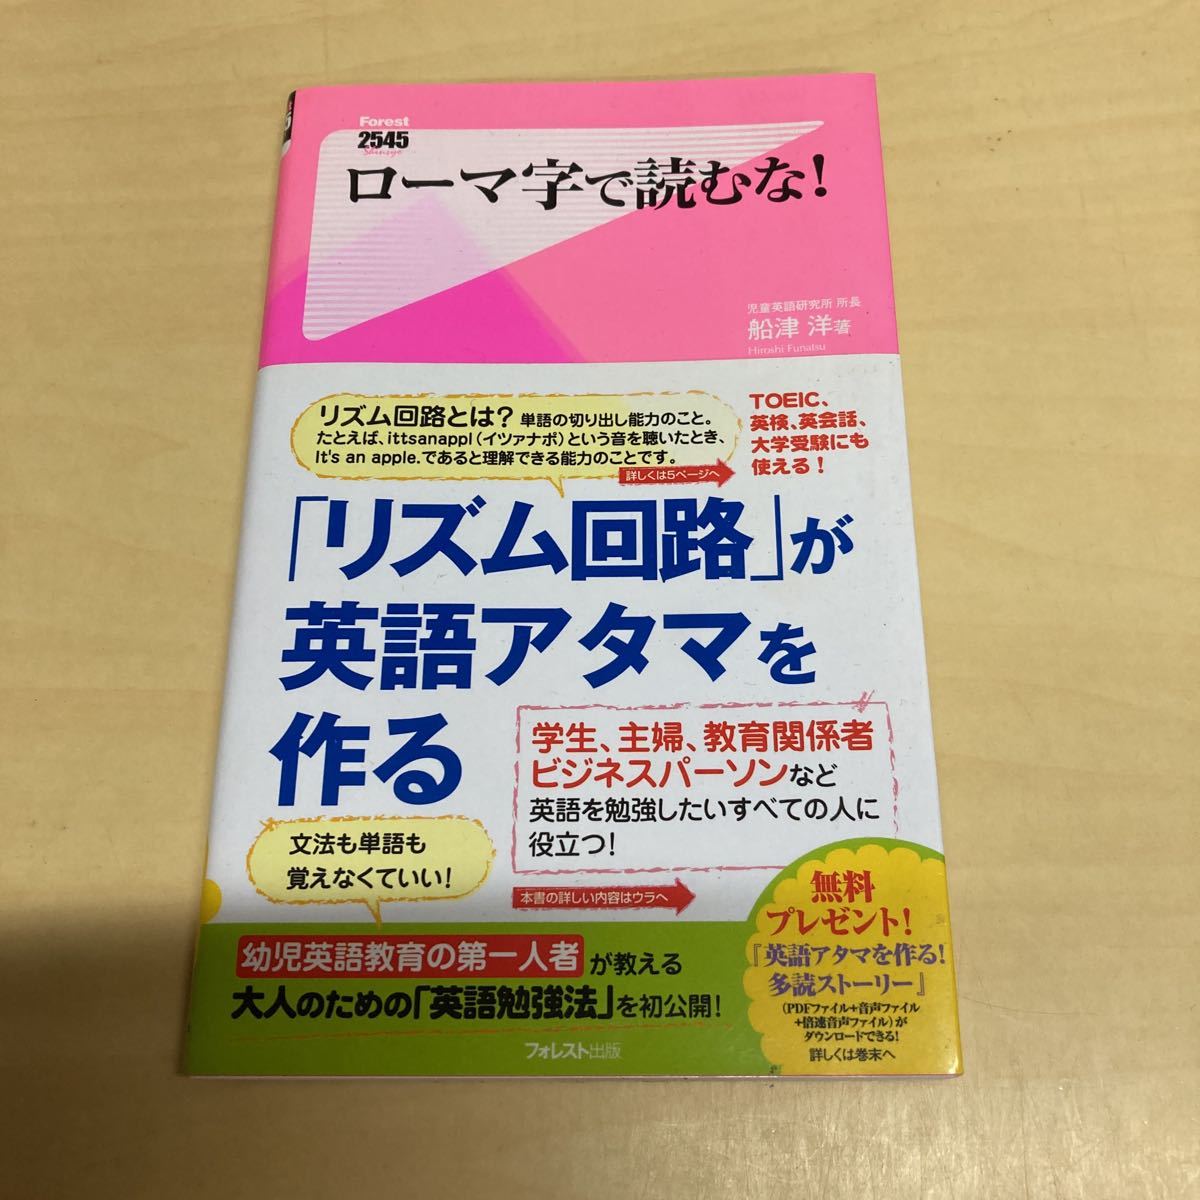 Forest
2545
Shinsyo
ローマ字で読むな!
児童英語研究所 所長
船津 洋著
Hiroshi Funatsu
リズム回路とは? 単語の切り出し能力のこと。
たとえば、ittsanappl(イツァナポ)という音を聴いたとき、
It's an apple.であると理解できる能力のことです。
詳しくは5ページへ
TOEIC、
英検、英会話、
大学受験にも
使える!
「リズム回路」が
英語アタマを
作る
学生、主婦、教育関係者
ビジネスパーソンなど
英語を勉強したいすべての人に
役立つ!
文法も単語も
覚えなくていい!
本書の詳しい内容はウラへ
無料
プレゼント!
『英語アタマを作る!
多読ストーリー』
(PDFファイル+音声ファイル
+倍速音声ファイル)が
ダウンロードできる!
詳しくは巻末へ
幼児英語教育の第一人者が教える
大人のための「英語勉強法」を初公開!
フォレスト出版